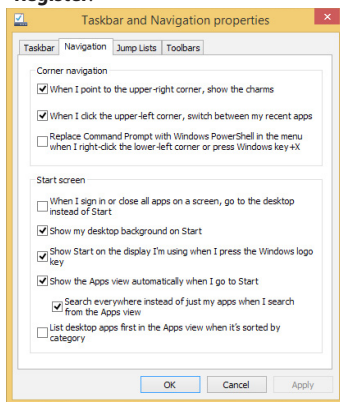 Register.
Taskbar and Navigation properties
Taskbar Navigation Jump Lists Toolbars
Corner navigation
When I point to the upper-right corner, show the charms
When I click the upper-left corner, switch between my recent apps
Replace Command Prompt with Windows PowerShell in the menu
when I right-click the lower-left corner or press Windows key+X
Start screen
When I sign in or close all apps on a screen, go to the desktop
instead of Start
Show my desktop background on Start
Show Start on the display I'm using when I press the Windows logo
key
Show the Apps view automatically when I go to Start
Search everywhere instead of just my apps when I search
from the Apps view
List desktop apps first in the Apps view when it's sorted by
category
OK Cancel Apply